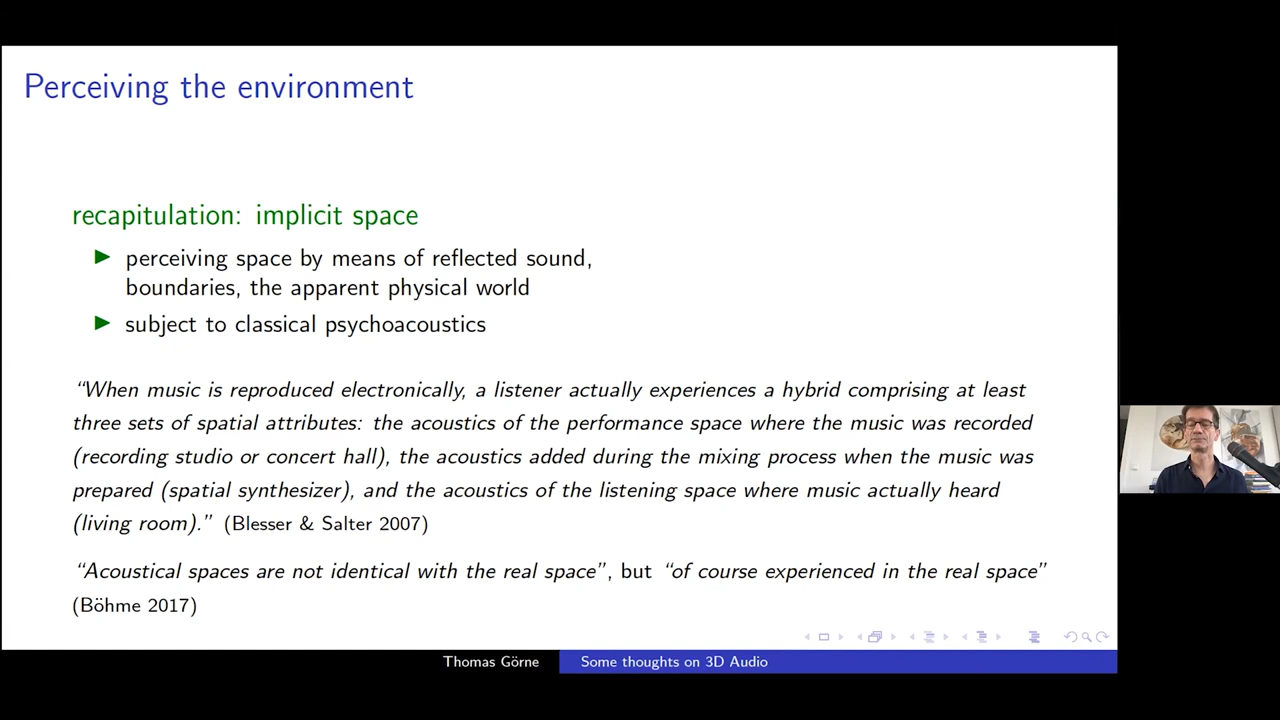 Perceiving the environment
recapitulation: implicit space
perceiving space by means of reflected sound,
boundaries, the apparent physical world
subject to classical psychoacoustics
“When music is reproduced electronically, a listener actually experiences a hybrid comprising at least
three sets of spatial attributes: the acoustics of the performance space where the music was recorded
(recording studio or concert hall), the acoustics added during the mixing process when the music was
prepared (spatial synthesizer), and the acoustics of the listening space where music actually heard
(living room).” (Blesser & Salter 2007)
“Acoustical spaces are not identical with the real space”, but “of course experienced in the real space”
(Böhme 2017)
Thomas Görne Some thoughts on 3D Audio